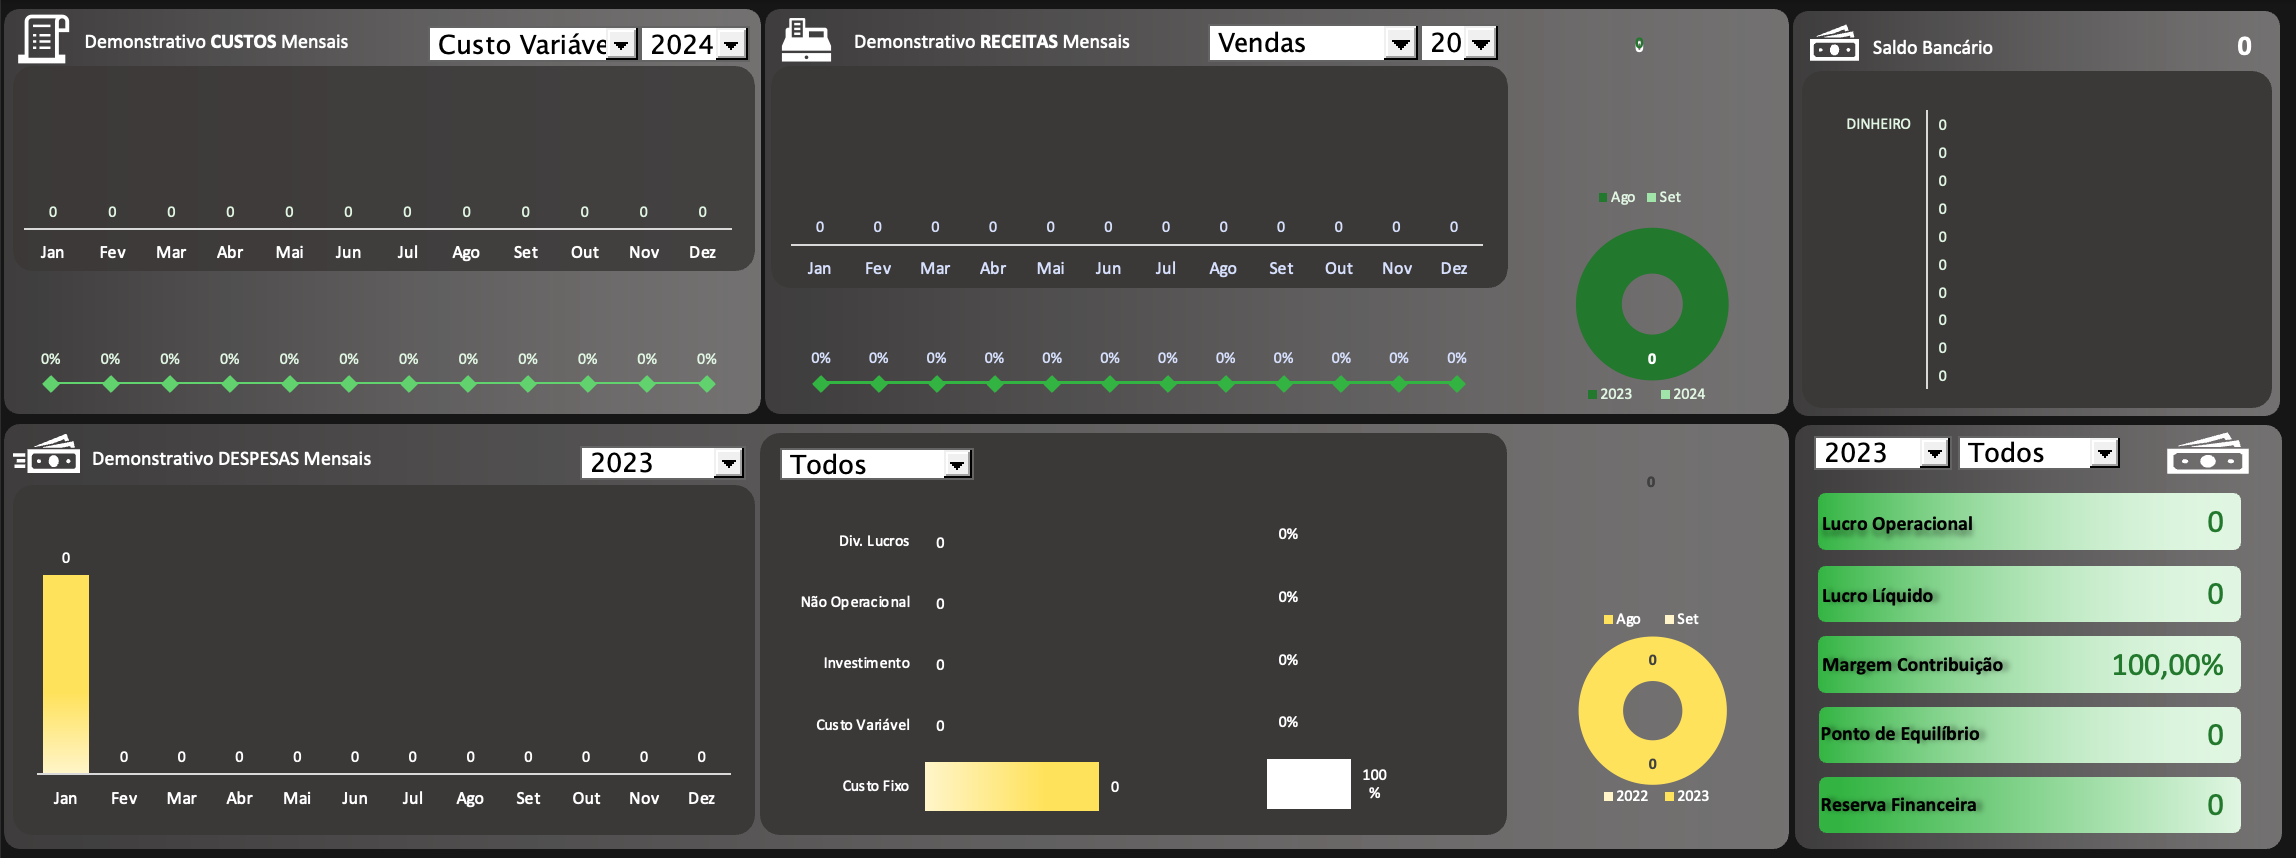 Demonstrativo CUSTOS Mensais
Custo Variáve 2024
0 0 0 0 0 0 0 0 0 0 0 0
Jan Fev Mar Abr Mai Jun Jul Ago Set Out Nov Dez
0% 0% 0% 0% 0% 0% 0% 0% 0% 0% 0% 0%
Demonstrativo RECEITAS Mensais
Vendas 20
0 0 0 0 0 0 0 0 0 0 0 0
Jan Fev Mar Abr Mai Jun Jul Ago Set Out Nov Dez
0% 0% 0% 0% 0% 0% 0% 0% 0% 0% 0% 0%
0
Ago Set
0
2023 2024
Saldo Bancário 0
DINHEIRO 0
0
0
0
0
0
0
0
0
0
Demonstrativo DESPESAS Mensais
2023
0
0 0 0 0 0 0 0 0 0 0 0
Jan Fev Mar Abr Mai Jun Jul Ago Set Out Nov Dez
Todos
Div. Lucros 0 0%
Não Operacional 0 0%
Investimento 0 0%
Custo Variável 0 0%
Custo Fixo 0 100
%
0
Ago Set
0
0
2022 2023
2023 Todos
Lucro Operacional 0
Lucro Líquido 0
Margem Contribuição 100,00%
Ponto de Equilíbrio 0
Reserva Financeira 0